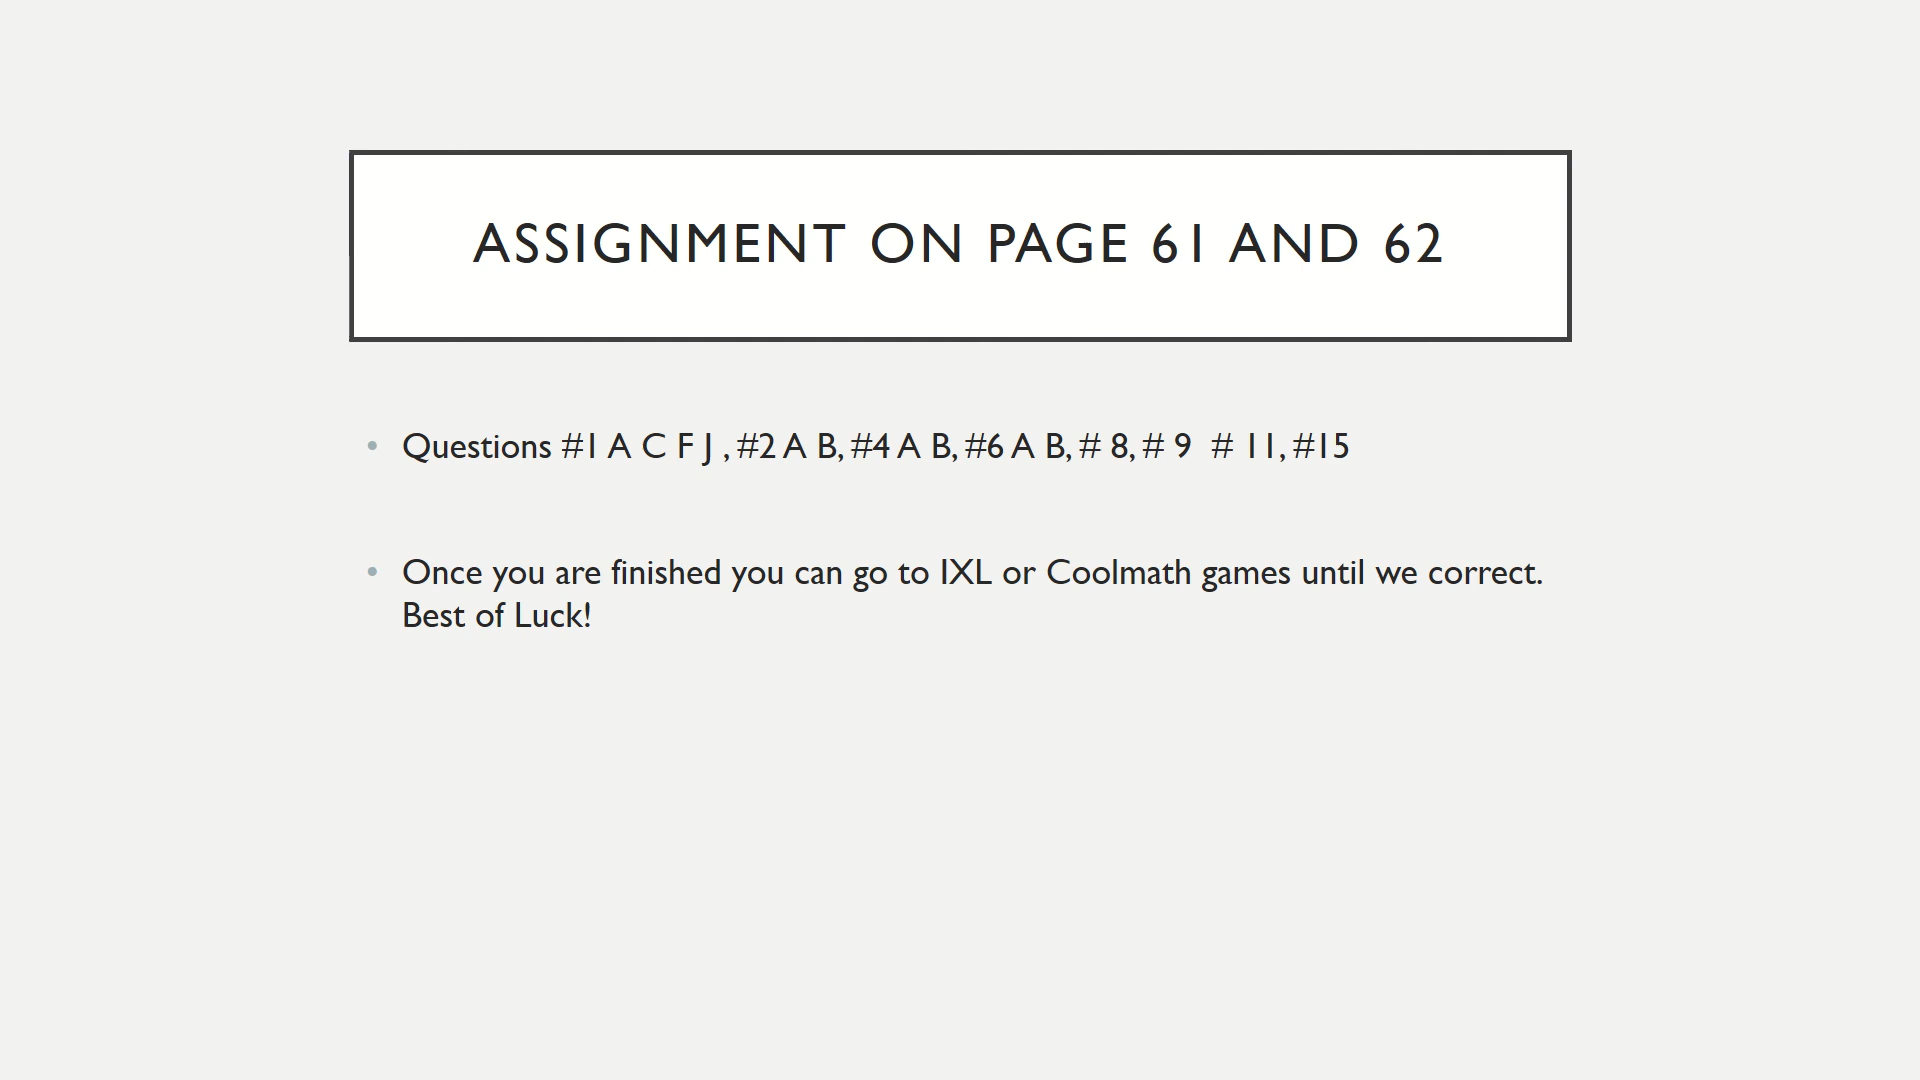 ASSIGNMENT ON PAGE 61 AND 62
• Questions #1 A C F J , #2 A B, #4 A B, #6 A B, # 8, # 9  # 11, #15
• Once you are finished you can go to IXL or Coolmath games until we correct.
Best of Luck!